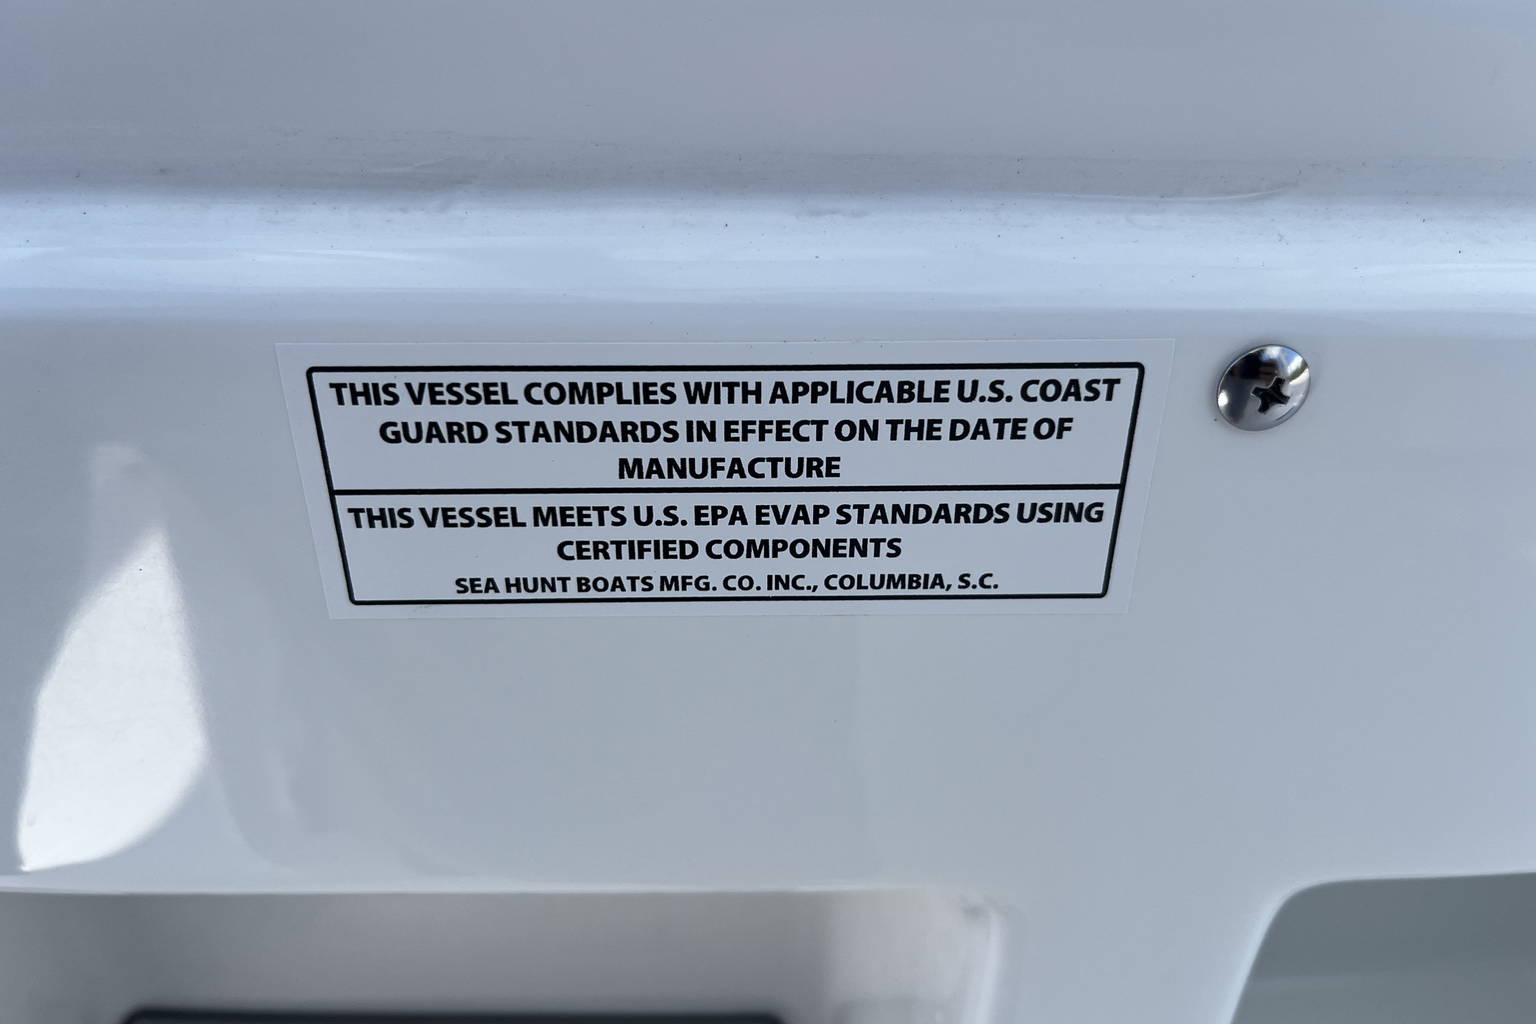 THIS VESSEL COMPLIES WITH APPLICABLE U.S. COAST
GUARD STANDARDS IN EFFECT ON THE DATE OF
MANUFACTURE
THIS VESSEL MEETS U.S. EPA EVAP STANDARDS USING
CERTIFIED COMPONENTS
SEA HUNT BOATS MFG. CO. INC., COLUMBIA, S.C.